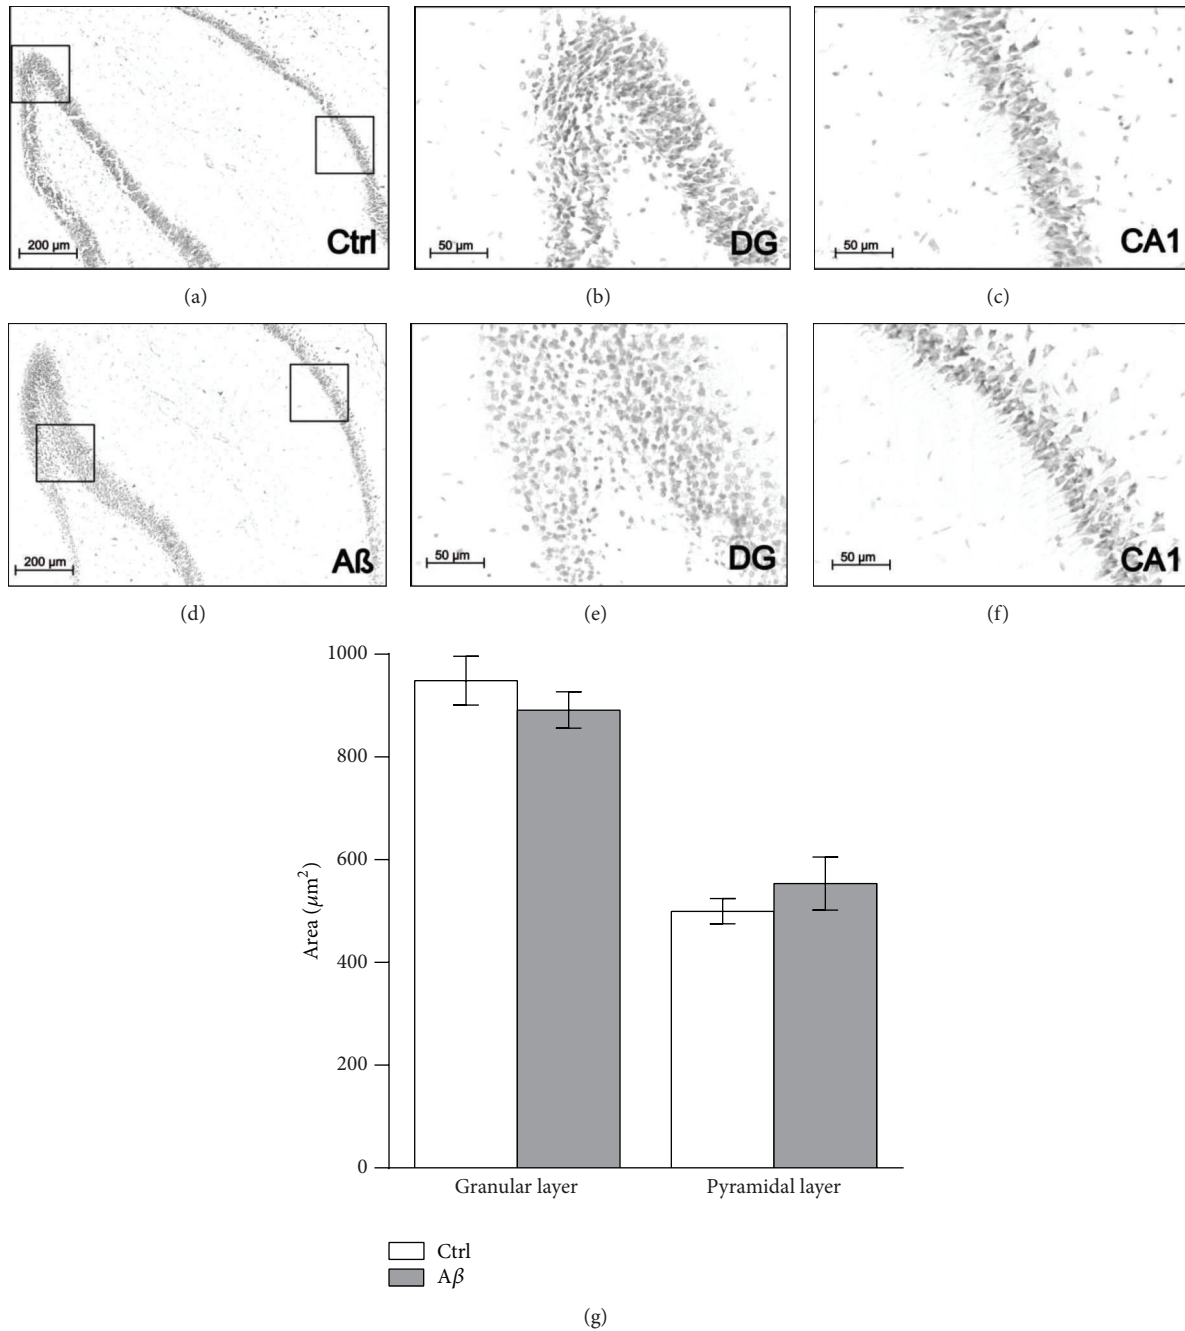 200 µm
Ctrl
50 µm
DG
50 µm
CA1
(a)
(b)
(c)
200 µm
Aß
50 µm
DG
50 µm
CA1
(d)
(e)
(f)
1000
800
600
400
200
0
Area (μm²)
Granular layer
Pyramidal layer
Ctrl
Aβ
(g)